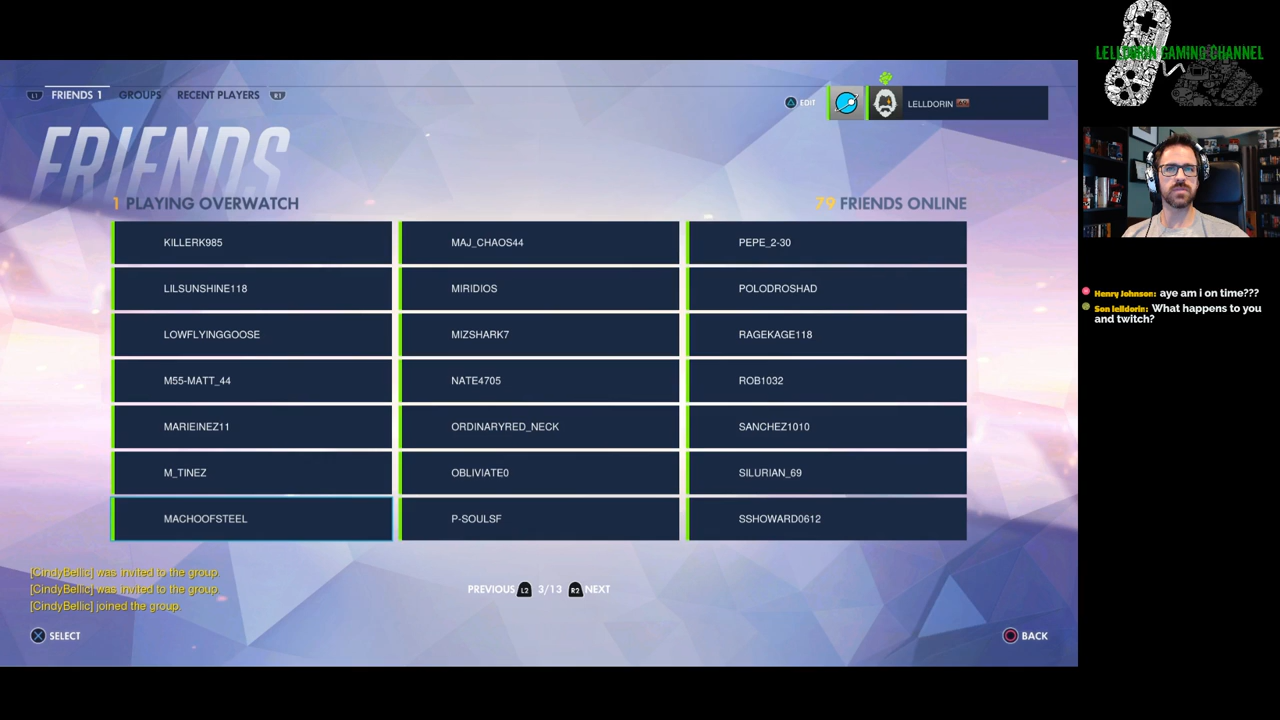 LELLDORIN GAMING CHANNEL
L1 FRIENDS 1 GROUPS RECENT PLAYERS R1
EDIT
LELLDORIN
FRIENDS
1 PLAYING OVERWATCH
79 FRIENDS ONLINE
KILLERK985 MAJ_CHAOS44 PEPE_2-30
LILSUNSHINE118 MIRIDIOS POLODROSHAD
LOWFLYINGGOOSE MIZSHARK7 RAGEKAGE118
M55-MATT_44 NATE4705 ROB1032
MARIEINEZ11 ORDINARYRED_NECK SANCHEZ1010
M_TINEZ OBLIVIATE0 SILURIAN_69
MACHOOFSTEEL P-SOULSF SSHOWARD0612
[CindyBellic] was invited to the group.
[CindyBellic] was invited to the group.
[CindyBellic] joined the group.
PREVIOUS L2 3/13 R2 NEXT
SELECT
BACK
Henry Johnson: aye am i on time???
Son lelldorin: What happens to you
and twitch?